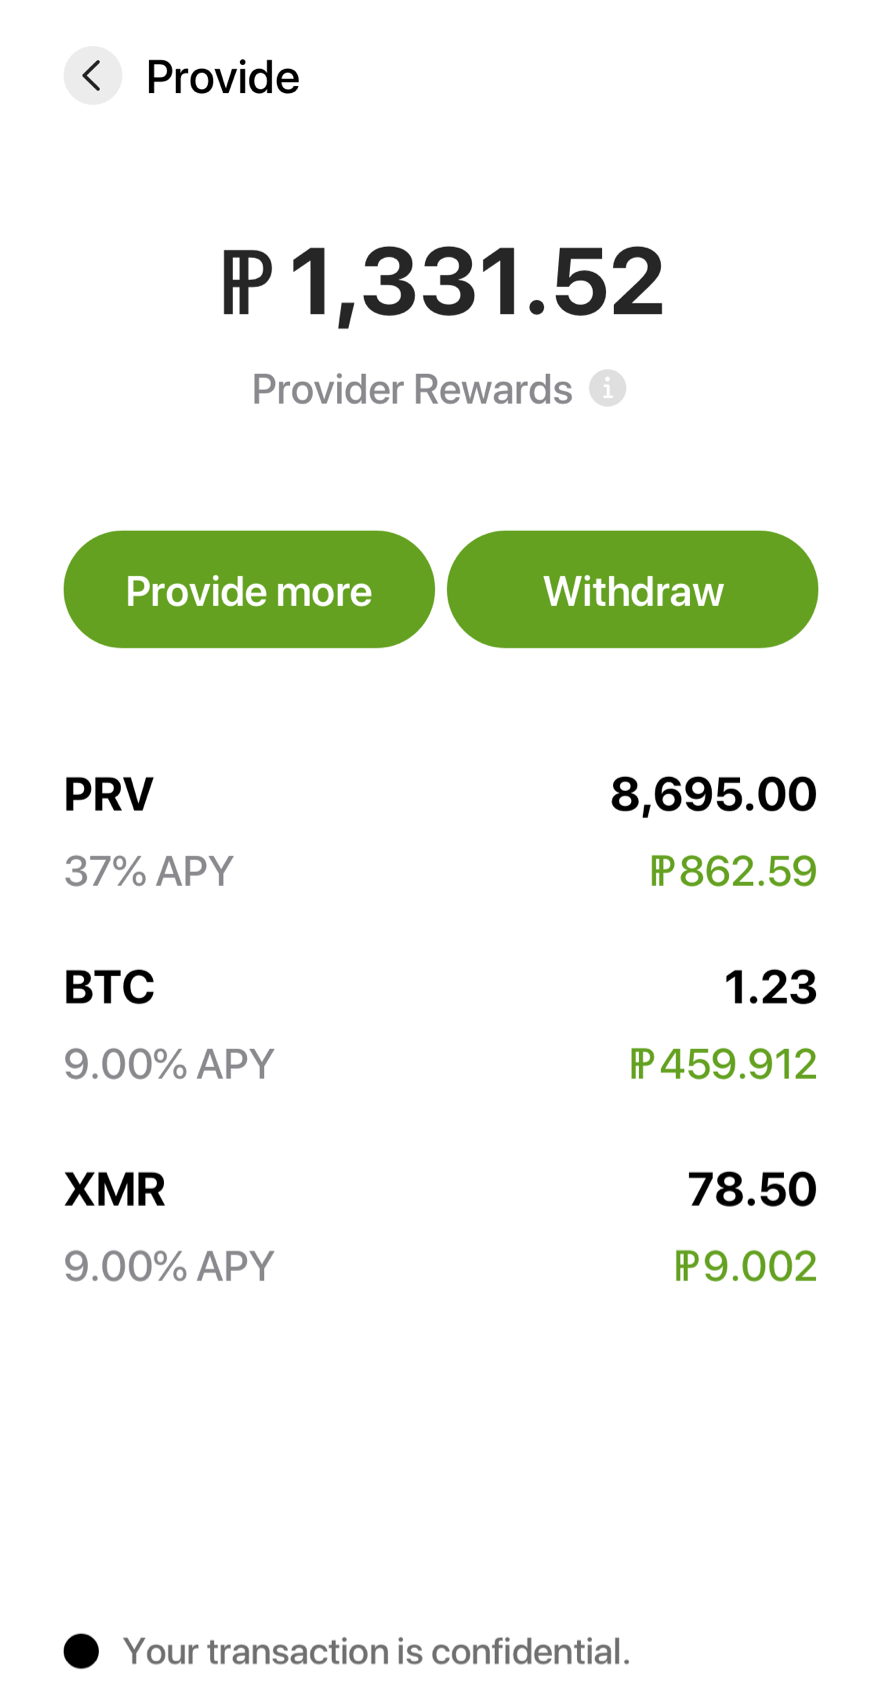 Provide
₱1,331.52
Provider Rewards
Provide more
Withdraw
PRV 8,695.00
37% APY ₱862.59
BTC 1.23
9.00% APY ₱459.912
XMR 78.50
9.00% APY ₱9.002
Your transaction is confidential.